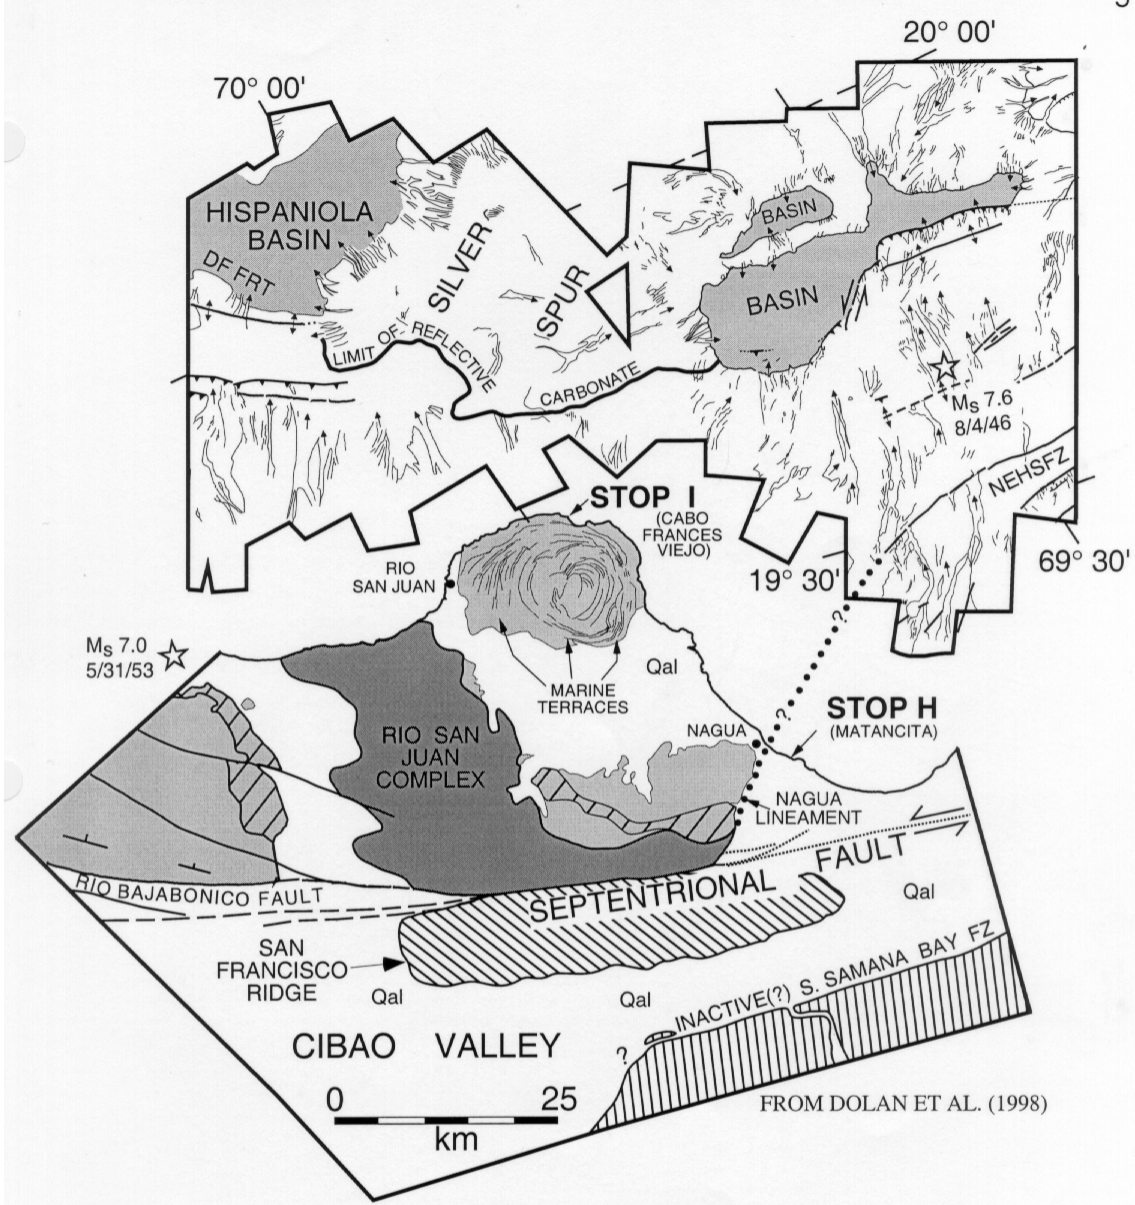 20° 00'
70° 00'
HISPANIOLA
BASIN
DF FRT
SILVER
SPUR
BASIN
BASIN
LIMIT OF REFLECTIVE
CARBONATE
Ms 7.6
8/4/46
NEHSFZ
STOP I
(CABO
FRANCES
VIEJO)
RIO
SAN JUAN
19° 30'
69° 30'
Ms 7.0
5/31/53
?
Qal
MARINE
TERRACES
?
STOP H
(MATANCITA)
NAGUA
RIO SAN
JUAN
COMPLEX
NAGUA
LINEAMENT
RIO BAJABONICO FAULT
SEPTENTRIONAL FAULT
Qal
SAN
FRANCISCO
RIDGE
Qal
Qal
INACTIVE(?) S. SAMANA BAY FZ
?
CIBAO VALLEY
0 25
km
FROM DOLAN ET AL. (1998)